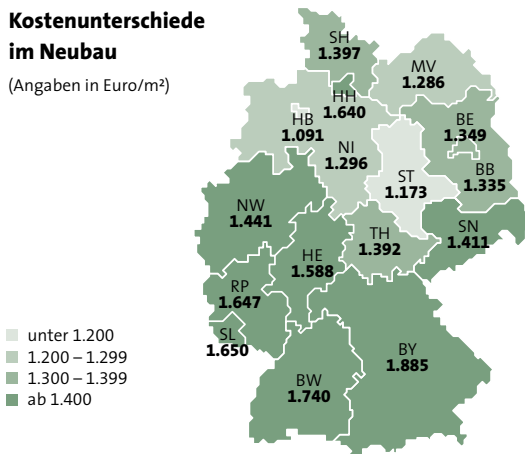 Kostenunterschiede
im Neubau
(Angaben in Euro/m²)
SH
1.397
MV
1.286
HH
1.640
HB
1.091
BE
1.349
NI
1.296
ST
1.173
BB
1.335
NW
1.441
TH
1.392
SN
1.411
HE
1.588
RP
1.647
SL
1.650
BY
1.885
BW
1.740
unter 1.200
1.200 – 1.299
1.300 – 1.399
ab 1.400